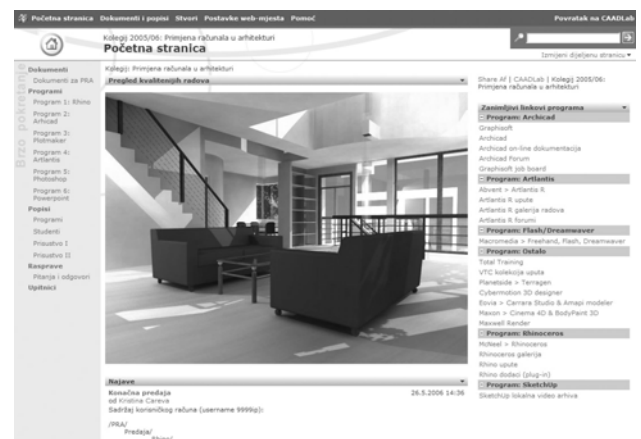 Početna stranica Dokumenti i popisi Stvori Postavke web-mjesta Pomoć
Povratak na CAADLab
Kolegij 2005/06: Primjena računala u arhitekturi
Početna stranica
Izmijeni dijeljenu stranicu
Brzo pokretanje
Dokumenti
Dokumenti za PRA
Programi
Program 1: Rhino
Program 2:
Arhicad
Program 3:
Plotmaker
Program 4:
Artlantis
Program 5:
Photoshop
Program 6:
Powerpoint
Popisi
Programi
Studenti
Prisustvo I
Prisustvo II
Rasprave
Pitanja i odgovori
Upitnici
Kolegij: Primjena računala u arhitekturi
Pregled kvalitenijih radova
Najave
Konačna predaja
26.5.2006 14:36
od Kristina Careva
Sadržaj korisničkog računa (username 9999kp):
/PRA/
Predaja/
Rhino/
Share Af | CAADLab | Kolegij 2005/06:
Primjena računala u arhitekturi
Zanimljivi linkovi programa
Program: Archicad
Graphisoft
Archicad
Archicad on-line dokumentacija
Archicad Forum
Graphisoft job board
Program: Artlantis
Abvent > Artlantis R
Artlantis R upute
Artlantis R galerija radova
Artlantis R forumi
Program: Flash/Dreamwaver
Macromedia > Freehand, Flash, Dreamweaver
Program: Ostalo
Total Training
VTC kolekcija uputa
Planetside > Terragen
Cybermotion 3D designer
Eovia > Carrara Studio & Amapi modeler
Maxon > Cinema 4D & BodyPaint 3D
Maxwell Render
Program: Rhinoceros
McNeel > Rhinoceros
Rhinoceros galerija
Rhino upute
Rhino dodaci (plug-in)
Program: SketchUp
SketchUp lokalna video arhiva